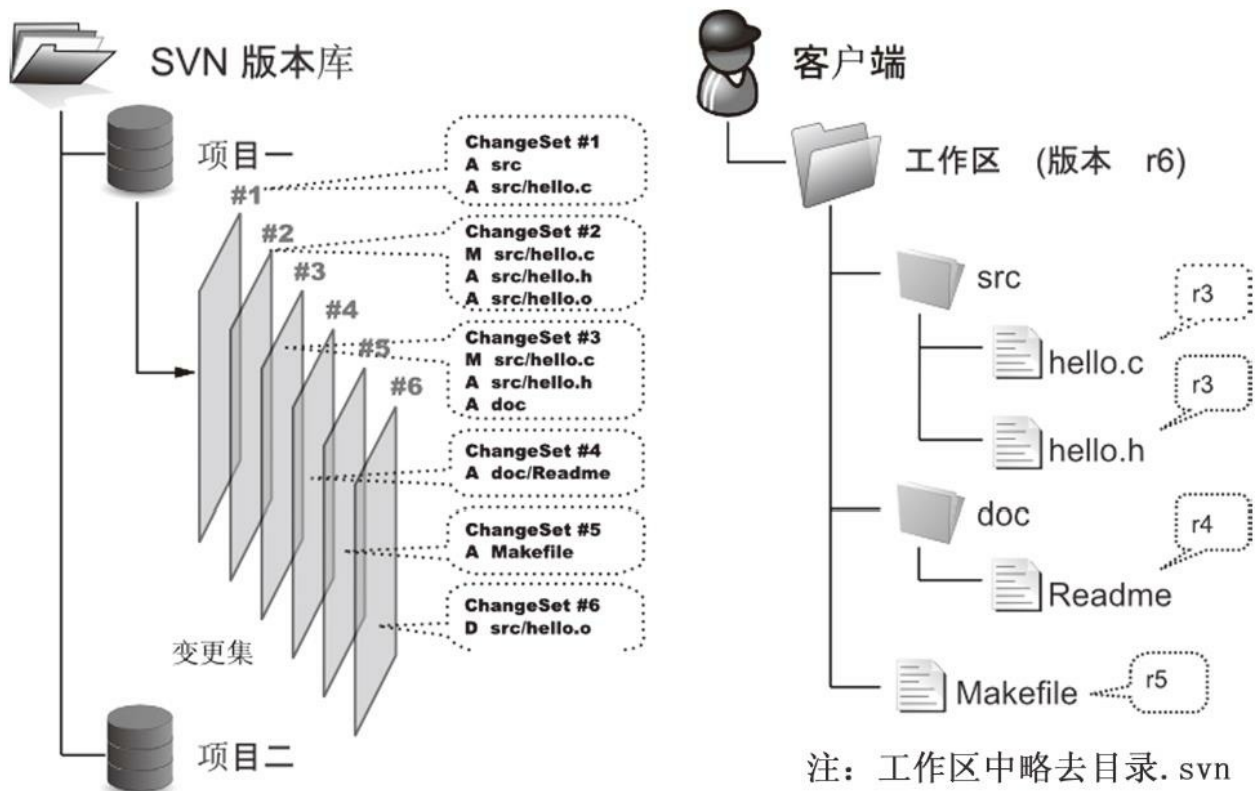 SVN 版本库
项目一
#1
#2
#3
#4
#5
#6
ChangeSet #1
A src
A src/hello.c
ChangeSet #2
M src/hello.c
A src/hello.h
A src/hello.o
ChangeSet #3
M src/hello.c
A src/hello.h
A doc
ChangeSet #4
A doc/Readme
ChangeSet #5
A Makefile
ChangeSet #6
D src/hello.o
变更集
项目二
客户端
工作区 (版本 r6)
src
r3
hello.c
r3
hello.h
doc
r4
Readme
Makefile
r5
注: 工作区中略去目录.svn